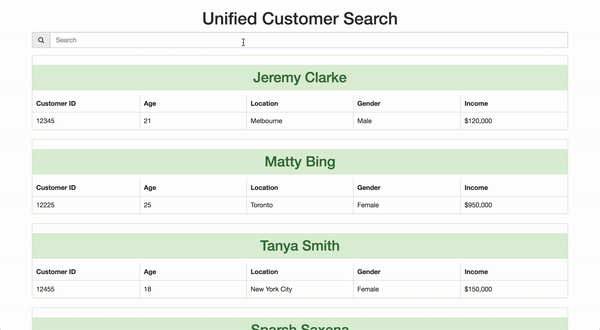 Unified Customer Search
Search
Jeremy Clarke
Customer ID Age Location Gender Income
12345 21 Melbourne Male $120,000
Matty Bing
Customer ID Age Location Gender Income
12225 25 Toronto Female $950,000
Tanya Smith
Customer ID Age Location Gender Income
12455 18 New York City Female $150,000
Sparsh Saxena